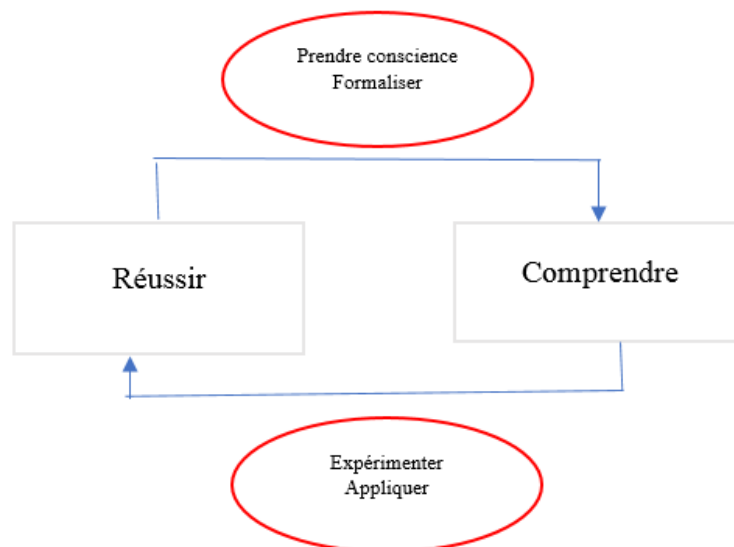 Prendre conscience
Formaliser
Réussir
Comprendre
Expérimenter
Appliquer